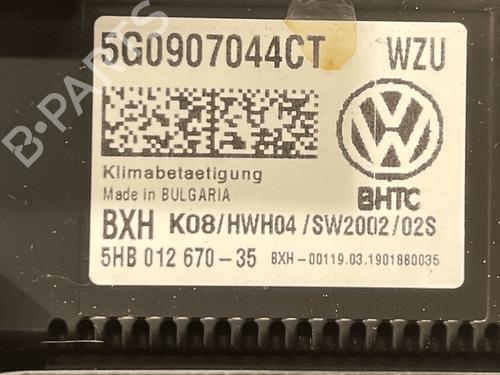 5G0907044CT WZU
Klimabetaetigung
Made in BULGARIA
BHTC
BXH K08/HWH04/SW2002/02S
5HB 012 670-35 BXH-00119.03.1901880035
B-PARTS